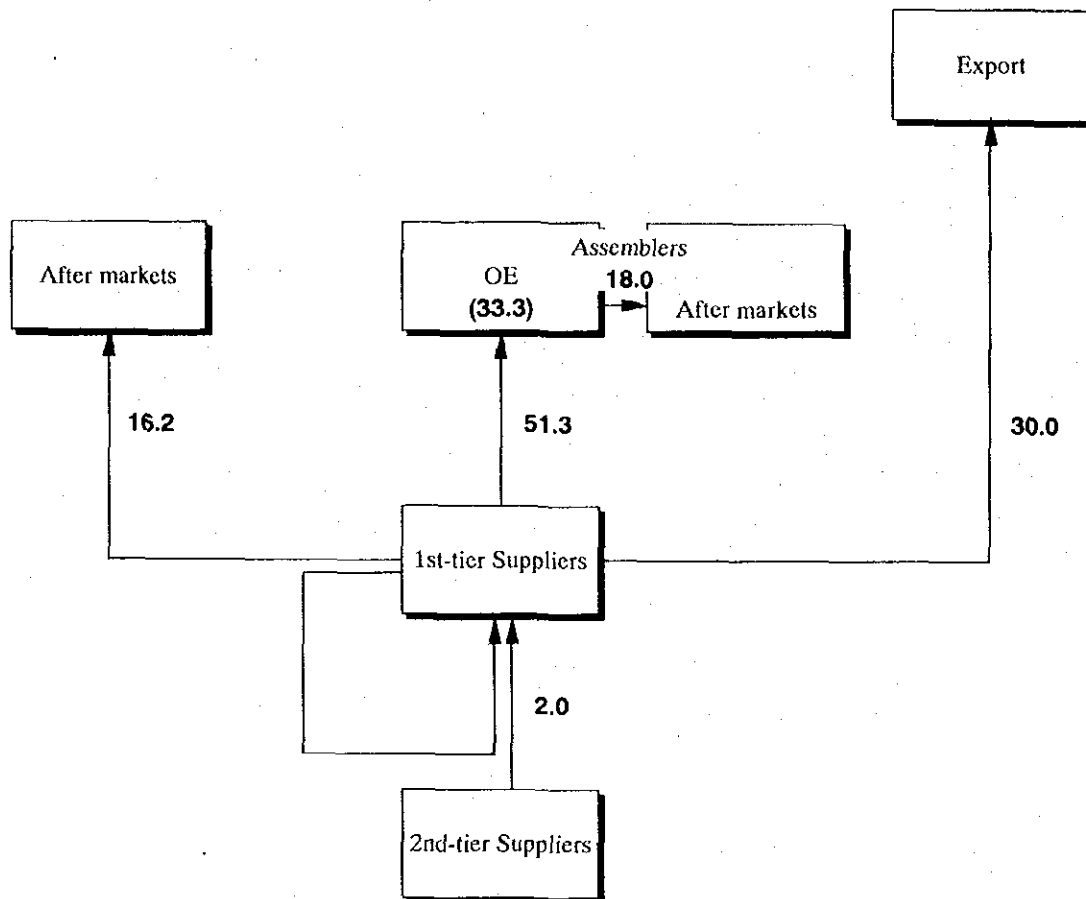 Export
After markets
Assemblers
OE
18.0
(33.3)
After markets
16.2
51.3
30.0
1st-tier Suppliers
2.0
2nd-tier Suppliers